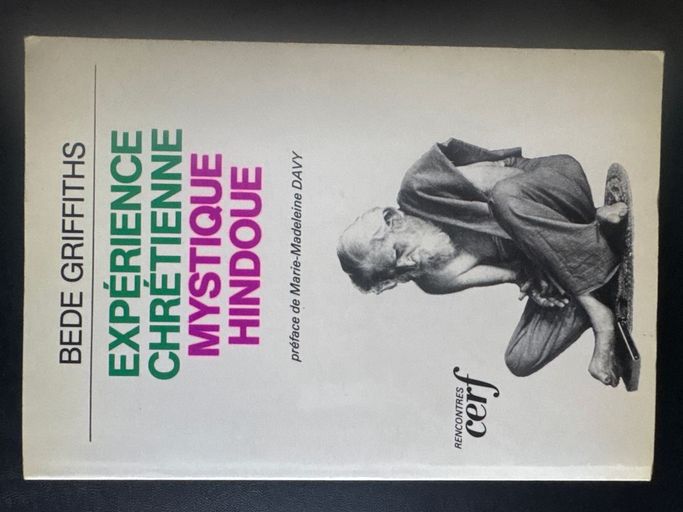 BEDE GRIFFITHS
EXPÉRIENCE
CHRÉTIENNE
MYSTIQUE
HINDOUE
préface de Marie-Madeleine DAVY
RENCONTRES
cerf